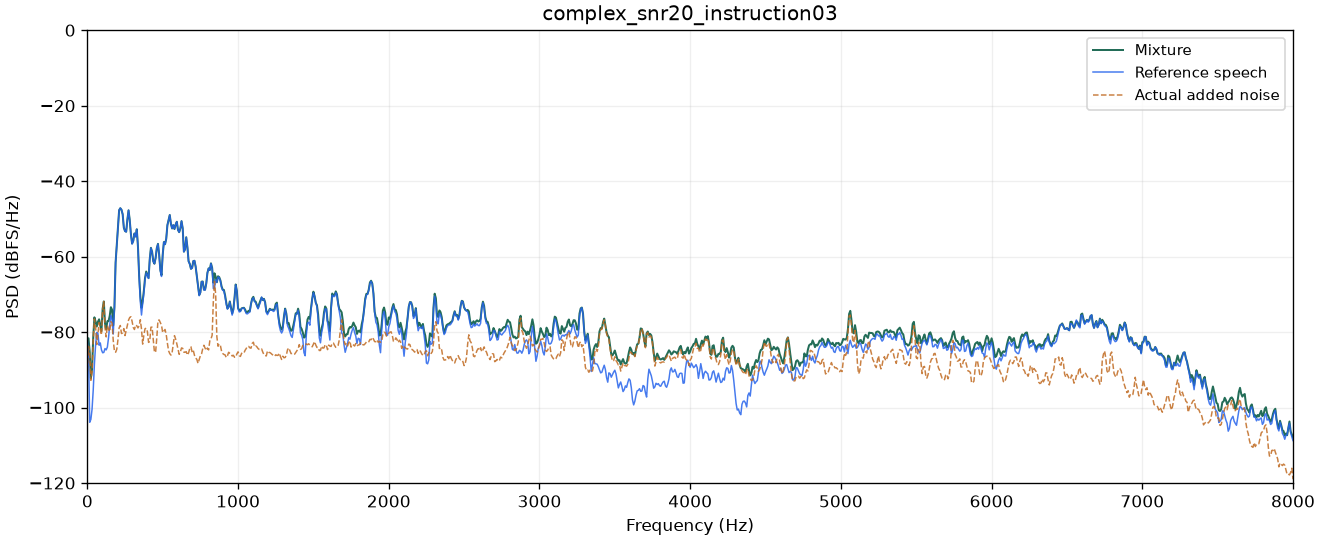 complex_snr20_instruction03
Mixture
Reference speech
Actual added noise
PSD (dBFS/Hz)
0
−20
−40
−60
−80
−100
−120
0 1000 2000 3000 4000 5000 6000 7000 8000
Frequency (Hz)